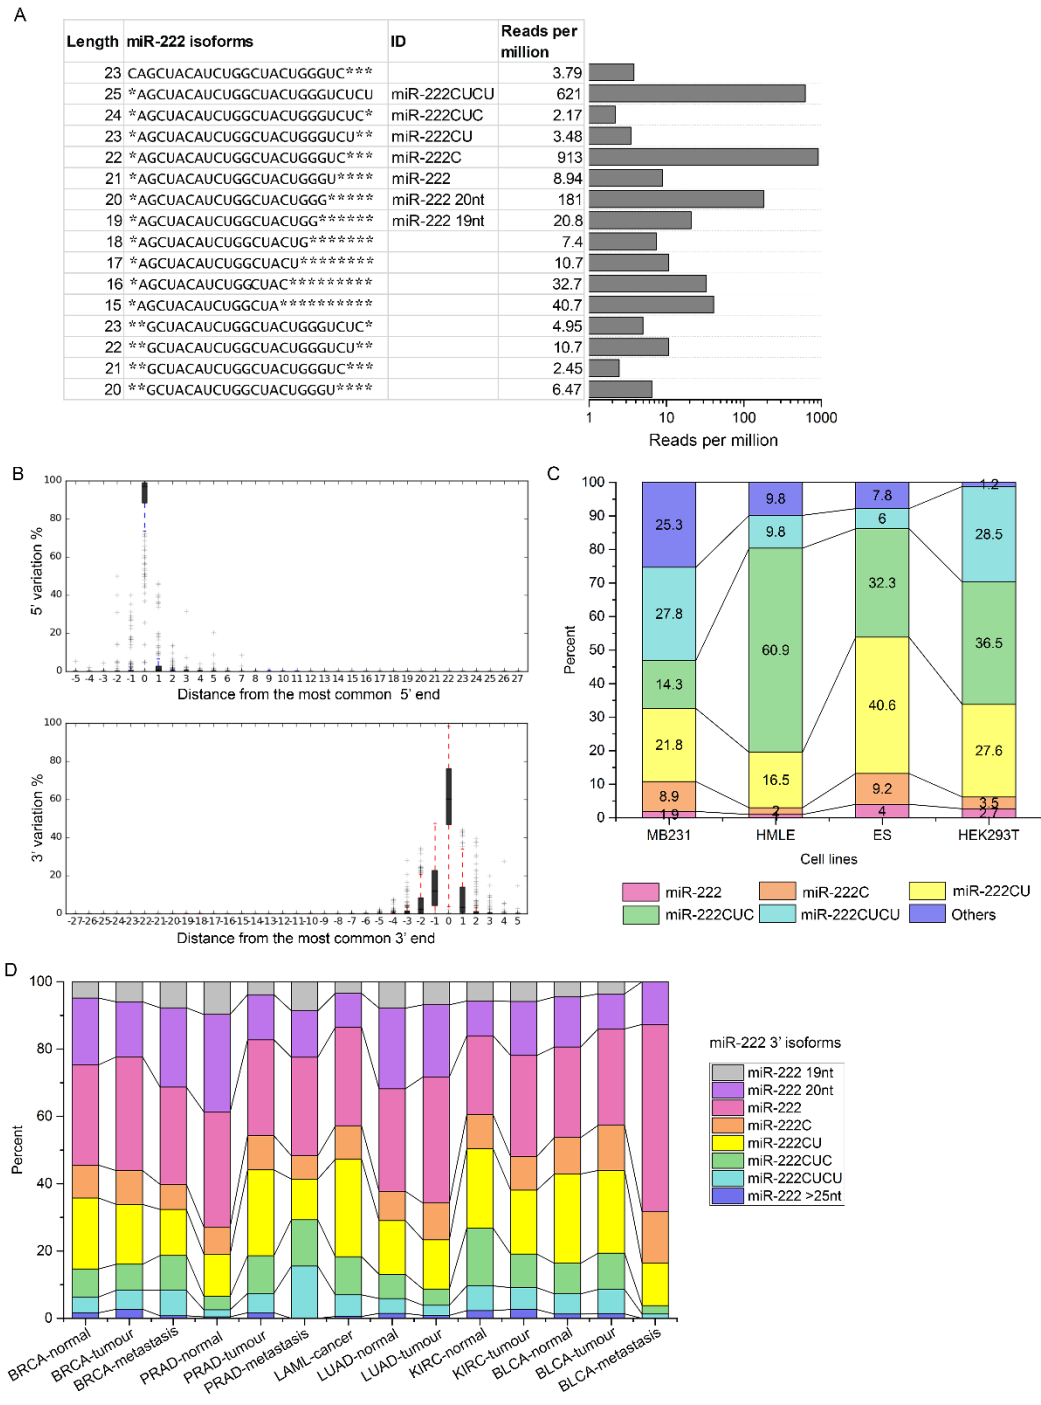 A
Length miR-222 isoforms ID Reads per million
23 CAGCUACAUCUGGCUACUGGGUC*** 3.79
25 *AGCUACAUCUGGCUACUGGGUCUCU miR-222CUCU 621
24 *AGCUACAUCUGGCUACUGGGUCUC* miR-222CUC 2.17
23 *AGCUACAUCUGGCUACUGGGUCU** miR-222CU 3.48
22 *AGCUACAUCUGGCUACUGGGUC*** miR-222C 913
21 *AGCUACAUCUGGCUACUGGGU**** miR-222 8.94
20 *AGCUACAUCUGGCUACUGGG***** miR-222 20nt 181
19 *AGCUACAUCUGGCUACUGG****** miR-222 19nt 20.8
18 *AGCUACAUCUGGCUACUG******* 7.4
17 *AGCUACAUCUGGCUACU******** 10.7
16 *AGCUACAUCUGGCUAC********* 32.7
15 *AGCUACAUCUGGCUA********** 40.7
23 **GCUACAUCUGGCUACUGGGUCUC* 4.95
22 **GCUACAUCUGGCUACUGGGUCU** 10.7
21 **GCUACAUCUGGCUACUGGGUC*** 2.45
20 **GCUACAUCUGGCUACUGGGU**** 6.47
1 10 100 1000
Reads per million
B
100
80
60
40
20
0
5' variation %
-5 -4 -3 -2 -1 0 1 2 3 4 5 6 7 8 9 10 11 12 13 14 15 16 17 18 19 20 21 22 23 24 25 26 27
Distance from the most common 5' end
100
80
60
40
20
0
3' variation %
-27-26-25-24-23-22-21-20-19-18-17-16-15-14-13-12-11-10-9 -8 -7 -6 -5 -4 -3 -2 -1 0 1 2 3 4 5
Distance from the most common 3' end
C
100
90
80
70
60
50
40
30
20
10
0
Percent
25.3 27.8 14.3 21.8 8.9 1.9
9.8 9.8 60.9 16.5 2
7.8 6 32.3 40.6 9.2 4
1.2 28.5 36.5 27.6 3.5 2.7
MB231 HMLE ES HEK293T
Cell lines
miR-222 miR-222C miR-222CU
miR-222CUC miR-222CUCU Others
D
100
80
60
40
20
0
Percent
BRCA-normal
BRCA-tumour
BRCA-metastasis
PRAD-normal
PRAD-tumour
PRAD-metastasis
LAML-cancer
LUAD-normal
LUAD-tumour
KIRC-normal
KIRC-tumour
BLCA-normal
BLCA-tumour
BLCA-metastasis
miR-222 3' isoforms
miR-222 19nt
miR-222 20nt
miR-222
miR-222C
miR-222CU
miR-222CUC
miR-222CUCU
miR-222 >25nt